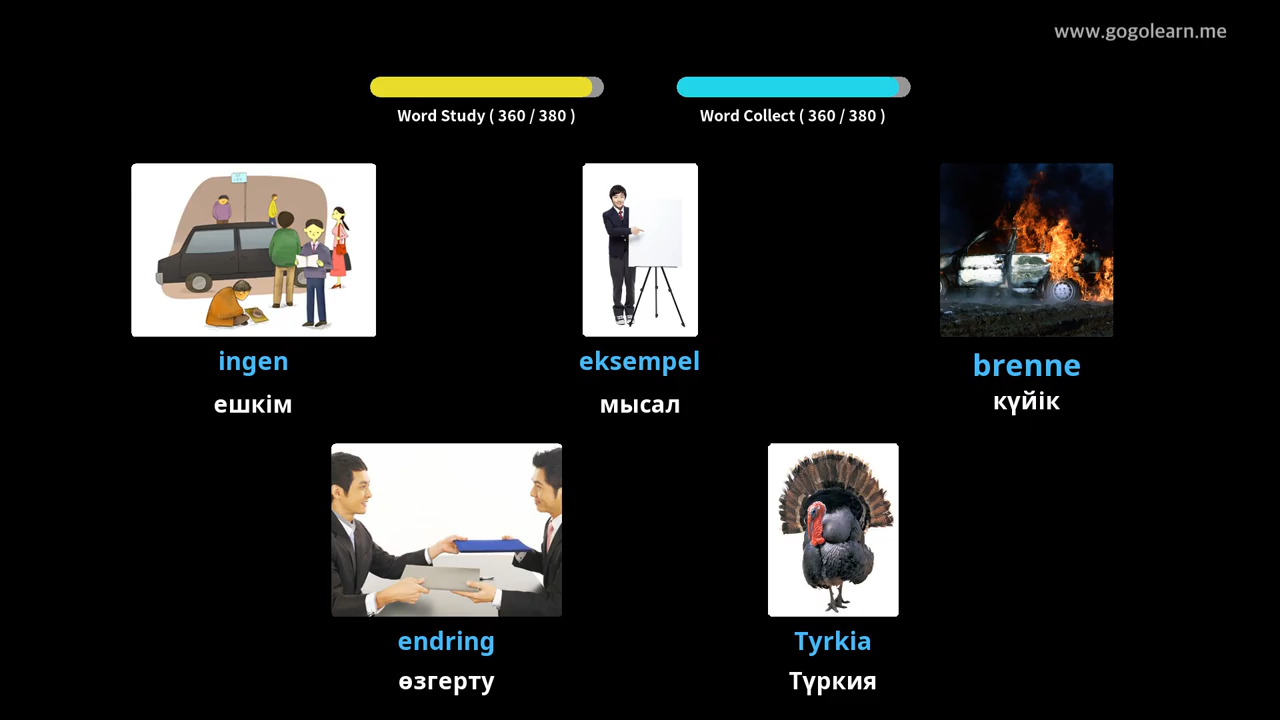 www.gogolearn.me
Word Study ( 360 / 380 )
Word Collect ( 360 / 380 )
ingen
ешкім
eksempel
мысал
brenne
күйік
endring
өзгерту
Tyrkia
Түркия